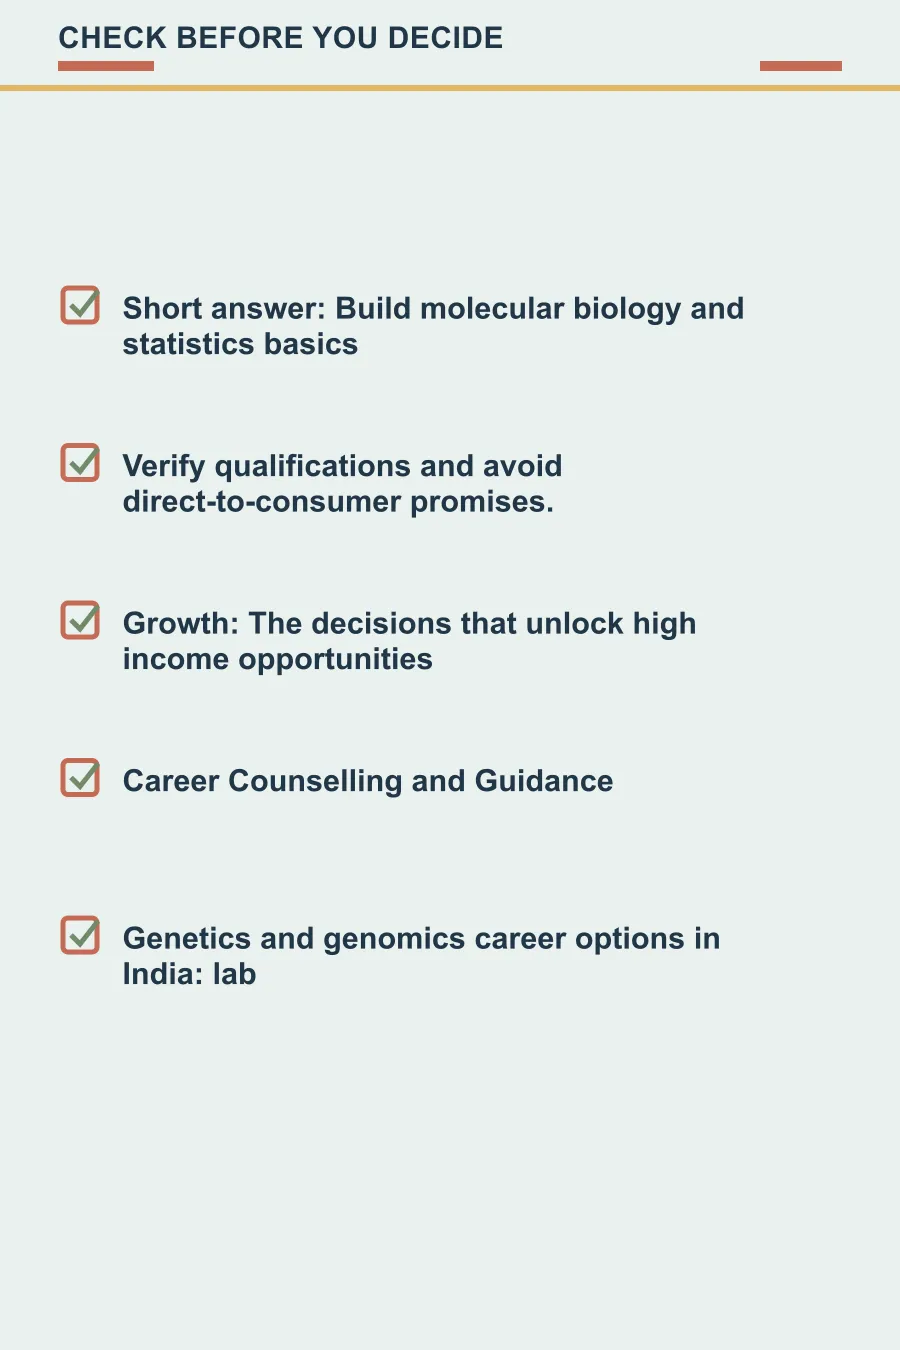 CHECK BEFORE YOU DECIDE
Short answer: Build molecular biology and
statistics basics
Verify qualifications and avoid
direct-to-consumer promises.
Growth: The decisions that unlock high
income opportunities
Career Counselling and Guidance
Genetics and genomics career options in
India: lab